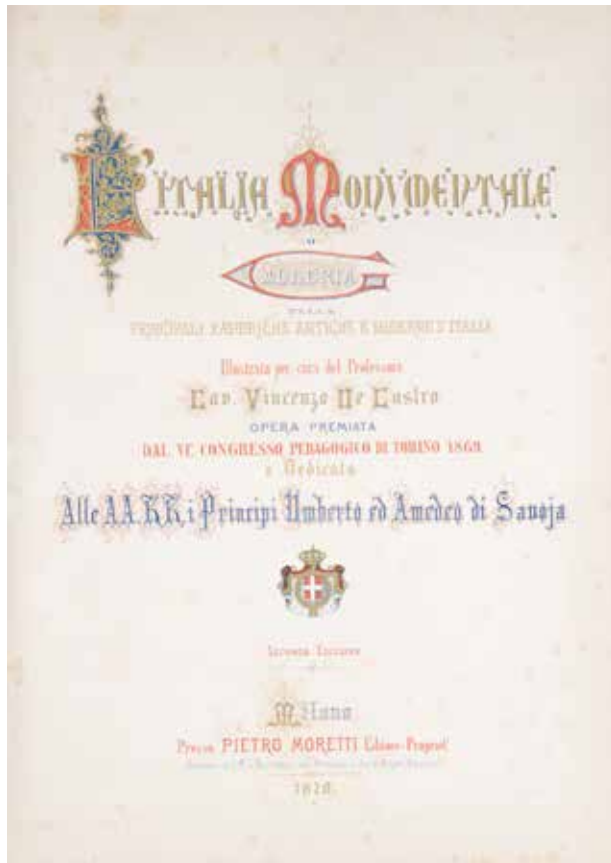 L'ITALIA MONUMENTALE
O
GALLERIA
DELLE
PRINCIPALI FABBRICHE ANTICHE E MODERNE D'ITALIA
Illustrata per cura del Professore
Cav. Vincenzo De Castro
OPERA PREMIATA
DAL VI.° CONGRESSO PEDAGOGICO DI TORINO 1869
e Dedicata
Alle AA.RR. i Principi Umberto ed Amedeo di Savoja
Seconda Edizione
Milano
Presso PIETRO MORETTI Editore-Propriet.
1870